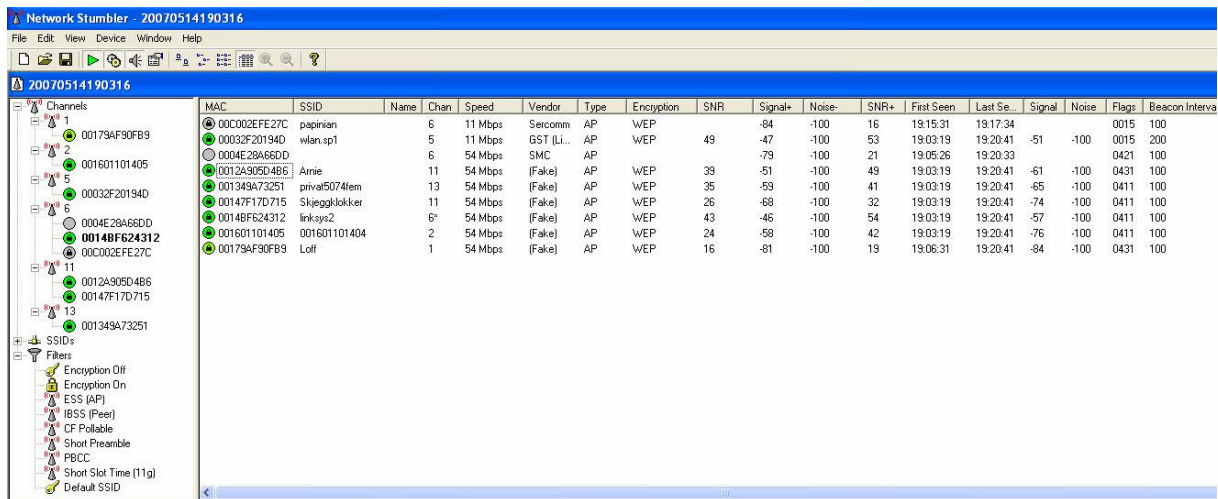 Network Stumbler - 20070514190316
File Edit View Device Window Help
20070514190316
Channels
1
00179AF90FB9
2
001601101405
5
00032F20194D
6
0004E28A66DD
0014BF624312
00C002EFE27C
11
0012A905D4B6
00147F17D715
13
001349A73251
SSIDs
Filters
Encryption Off
Encryption On
ESS (AP)
IBSS (Peer)
CF Pollable
Short Preamble
PBCC
Short Slot Time (11g)
Default SSID
MAC SSID Name Chan Speed Vendor Type Encryption SNR Signal+ Noise- SNR+ First Seen Last Se... Signal Noise Flags Beacon Interva
00C002EFE27C papinian 6 11 Mbps Sercomm AP WEP -84 -100 16 19:15:31 19:17:34 0015 100
00032F20194D wlan.sp1 5 11 Mbps GST (Li... AP WEP 49 -47 -100 53 19:03:19 19:20:41 -51 -100 0015 200
0004E28A66DD 6 54 Mbps SMC AP -79 -100 21 19:05:26 19:20:33 0421 100
0012A905D4B6 Arnie 11 54 Mbps (Fake) AP WEP 39 -51 -100 49 19:03:19 19:20:41 -61 -100 0431 100
001349A73251 privat5074fem 13 54 Mbps (Fake) AP WEP 35 -59 -100 41 19:03:19 19:20:41 -65 -100 0411 100
00147F17D715 Skjeggklokker 11 54 Mbps (Fake) AP WEP 26 -68 -100 32 19:03:19 19:20:41 -74 -100 0411 100
0014BF624312 linksys2 6* 54 Mbps (Fake) AP WEP 43 -46 -100 54 19:03:19 19:20:41 -57 -100 0411 100
001601101405 001601101404 2 54 Mbps (Fake) AP WEP 24 -58 -100 42 19:03:19 19:20:41 -76 -100 0411 100
00179AF90FB9 Loff 1 54 Mbps (Fake) AP WEP 16 -81 -100 19 19:06:31 19:20:41 -84 -100 0431 100